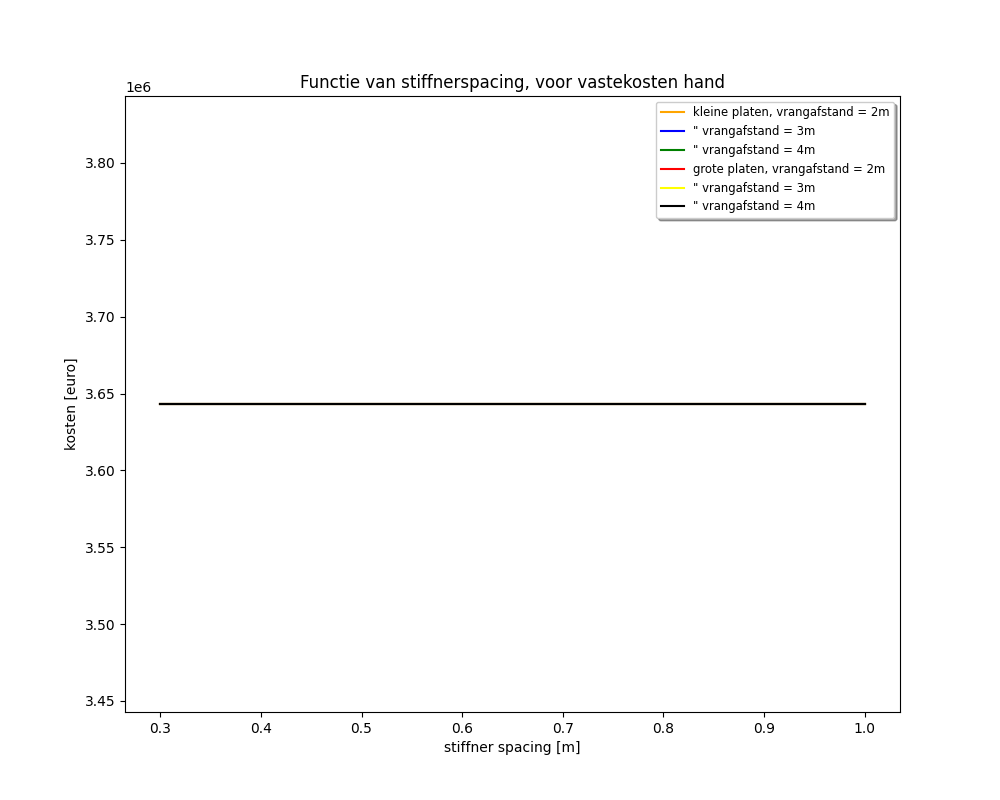 Functie van stiffnerspacing, voor vastekosten hand
1e6
kleine platen, vrangafstand = 2m
" vrangafstand = 3m
" vrangafstand = 4m
grote platen, vrangafstand = 2m
" vrangafstand = 3m
" vrangafstand = 4m
3.80
3.75
3.70
3.65
3.60
3.55
3.50
3.45
kosten [euro]
0.3 0.4 0.5 0.6 0.7 0.8 0.9 1.0
stiffner spacing [m]